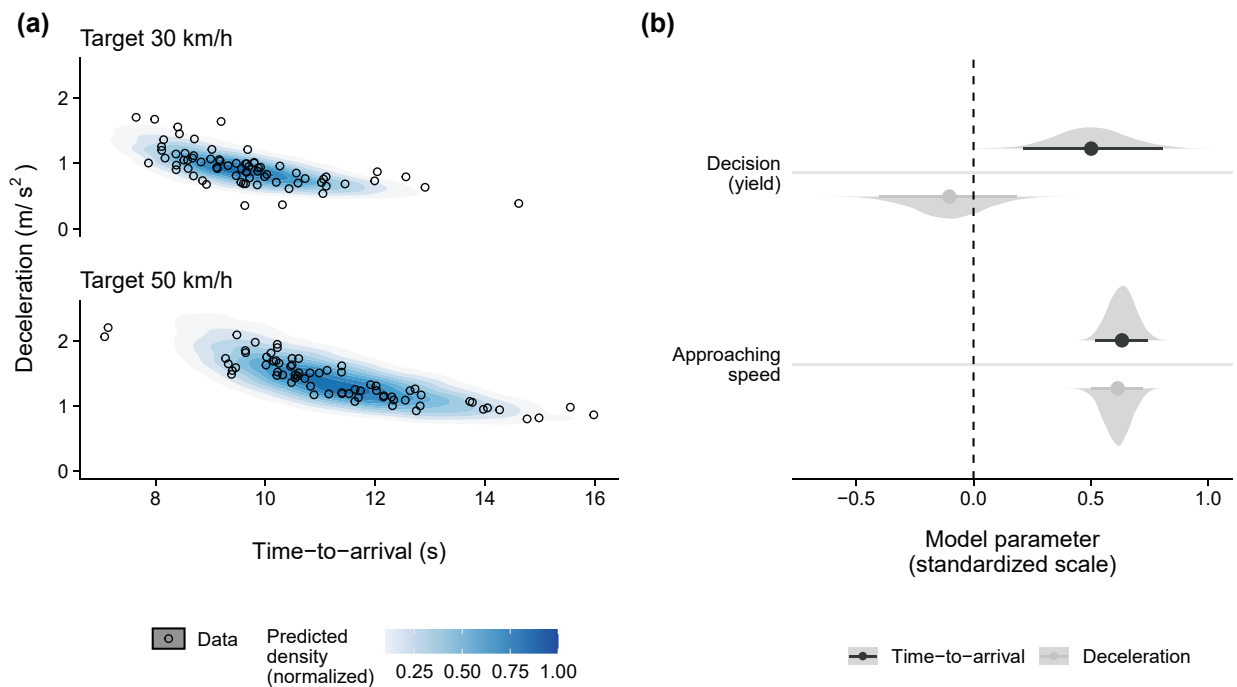 (a)
Target 30 km/h
2
1
0
Target 50 km/h
2
1
0
Deceleration (m/ s²)
8 10 12 14 16
Time−to−arrival (s)
Data
Predicted
density
(normalized)
0.25 0.50 0.75 1.00
(b)
Decision
(yield)
Approaching
speed
−0.5 0.0 0.5 1.0
Model parameter
(standardized scale)
Time−to−arrival Deceleration